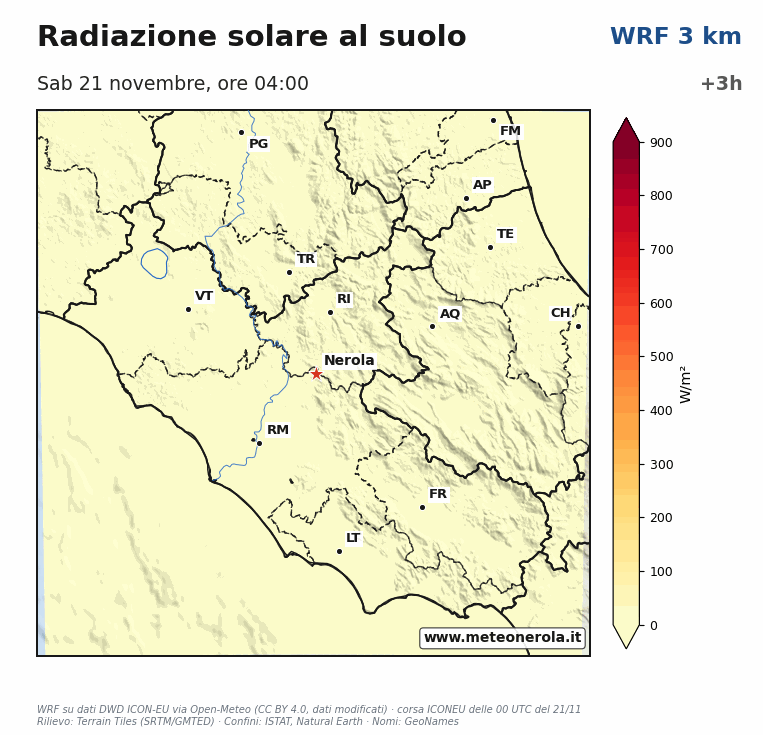 Radiazione solare al suolo
WRF 3 km
Sab 21 novembre, ore 04:00
+3h
FM
PG
AP
TE
TR
VT
RI
AQ
CH
Nerola
RM
FR
LT
www.meteonerola.it
900
800
700
600
500
400
300
200
100
0
W/m²
WRF su dati DWD ICON-EU via Open-Meteo (CC BY 4.0, dati modificati) · corsa ICONEU delle 00 UTC del 21/11
Rilievo: Terrain Tiles (SRTM/GMTED) · Confini: ISTAT, Natural Earth · Nomi: GeoNames